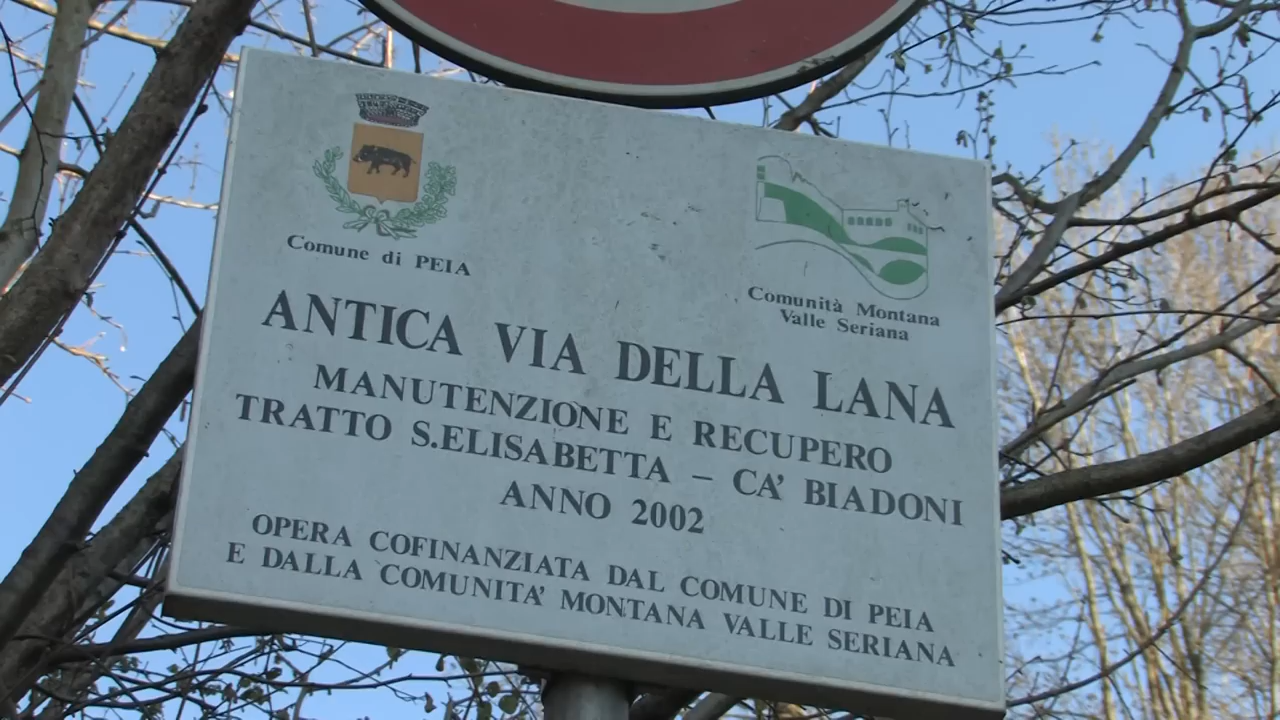 Comune di PEIA
Comunità Montana
Valle Seriana
ANTICA VIA DELLA LANA
MANUTENZIONE E RECUPERO
TRATTO S.ELISABETTA – CA' BIADONI
ANNO 2002
OPERA COFINANZIATA DAL COMUNE DI PEIA
E DALLA COMUNITA' MONTANA VALLE SERIANA